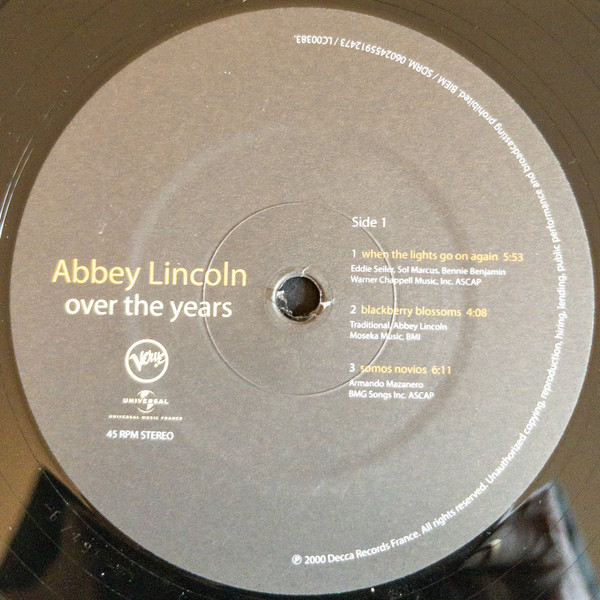 Abbey Lincoln
over the years
Verve
UNIVERSAL
UNIVERSAL MUSIC FRANCE
45 RPM STEREO
Side 1
1 when the lights go on again 5:53
Eddie Seiler, Sol Marcus, Bennie Benjamin
Warner Chappell Music, Inc. ASCAP
2 blackberry blossoms 4:08
Traditional/Abbey Lincoln
Moseka Music, BMI
3 somos novios 6:11
Armando Mazanero
BMG Songs Inc. ASCAP
℗ 2000 Decca Records France. All rights reserved. Unauthorized copying, reproduction, hiring, lending, public performance and broadcasting prohibited. BIEM / SDRM. 0602455912473 / LC00383.